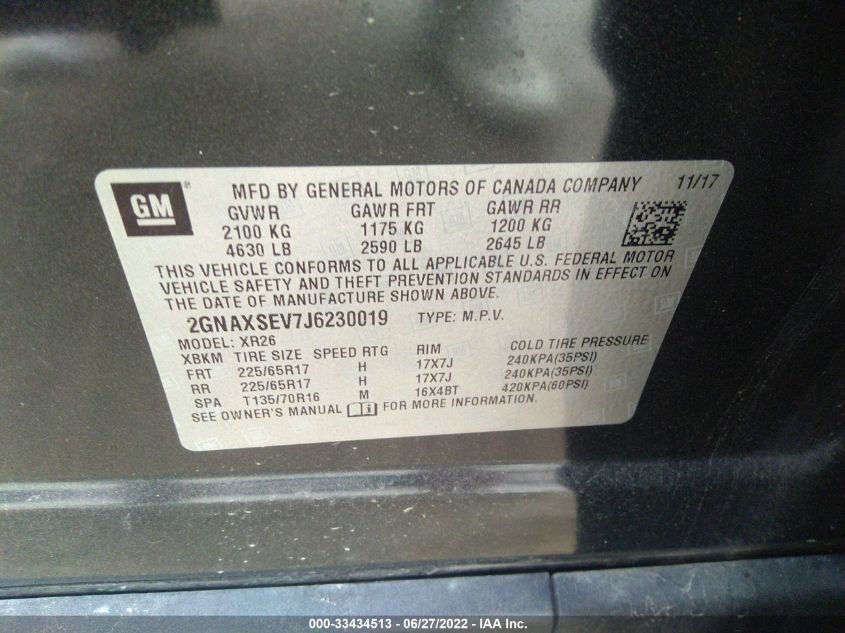 GM
MFD BY GENERAL MOTORS OF CANADA COMPANY 11/17
GVWR GAWR FRT GAWR RR
2100 KG 1175 KG 1200 KG
4630 LB 2590 LB 2645 LB
THIS VEHICLE CONFORMS TO ALL APPLICABLE U.S. FEDERAL MOTOR
VEHICLE SAFETY AND THEFT PREVENTION STANDARDS IN EFFECT ON
THE DATE OF MANUFACTURE SHOWN ABOVE.
2GNAXSEV7J6230019 TYPE: M.P.V.
MODEL: XR26
XBKM TIRE SIZE SPEED RTG RIM COLD TIRE PRESSURE
FRT 225/65R17 H 17X7J 240KPA(35PSI)
RR 225/65R17 H 17X7J 240KPA(35PSI)
SPA T135/70R16 M 16X4BT 420KPA(60PSI)
SEE OWNER'S MANUAL FOR MORE INFORMATION.
000-33434513 - 06/27/2022 - IAA Inc.